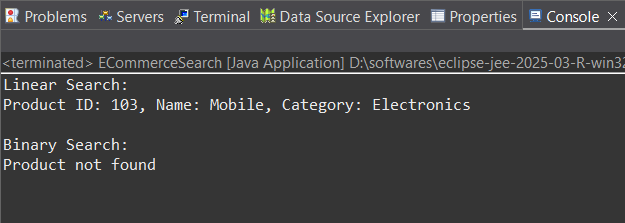 Problems Servers Terminal Data Source Explorer Properties Console
<terminated> ECommerceSearch [Java Application] D:\softwares\eclipse-jee-2025-03-R-win32
Linear Search:
Product ID: 103, Name: Mobile, Category: Electronics
Binary Search:
Product not found